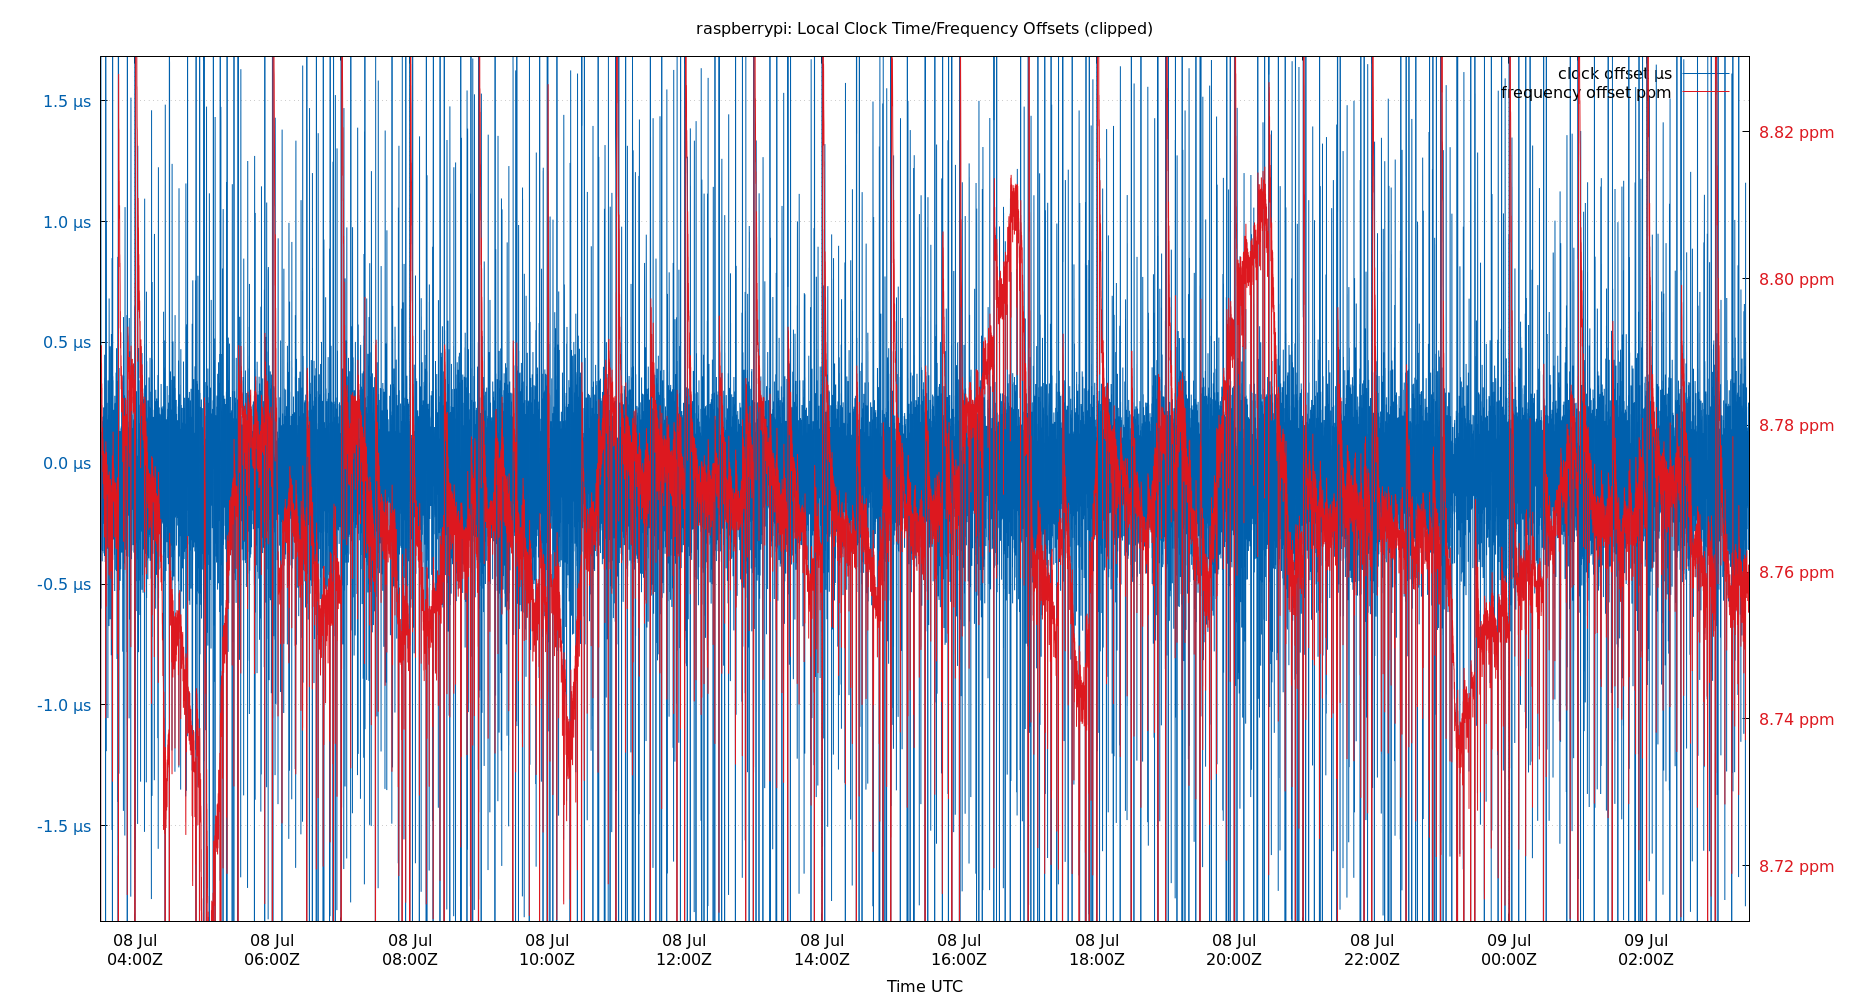 raspberrypi: Local Clock Time/Frequency Offsets (clipped)
clock offset µs
frequency offset ppm
1.5 µs
1.0 µs
0.5 µs
0.0 µs
-0.5 µs
-1.0 µs
-1.5 µs
8.82 ppm
8.80 ppm
8.78 ppm
8.76 ppm
8.74 ppm
8.72 ppm
08 Jul 08 Jul 08 Jul 08 Jul 08 Jul 08 Jul 08 Jul 08 Jul 08 Jul 08 Jul 09 Jul 09 Jul
04:00Z 06:00Z 08:00Z 10:00Z 12:00Z 14:00Z 16:00Z 18:00Z 20:00Z 22:00Z 00:00Z 02:00Z
Time UTC